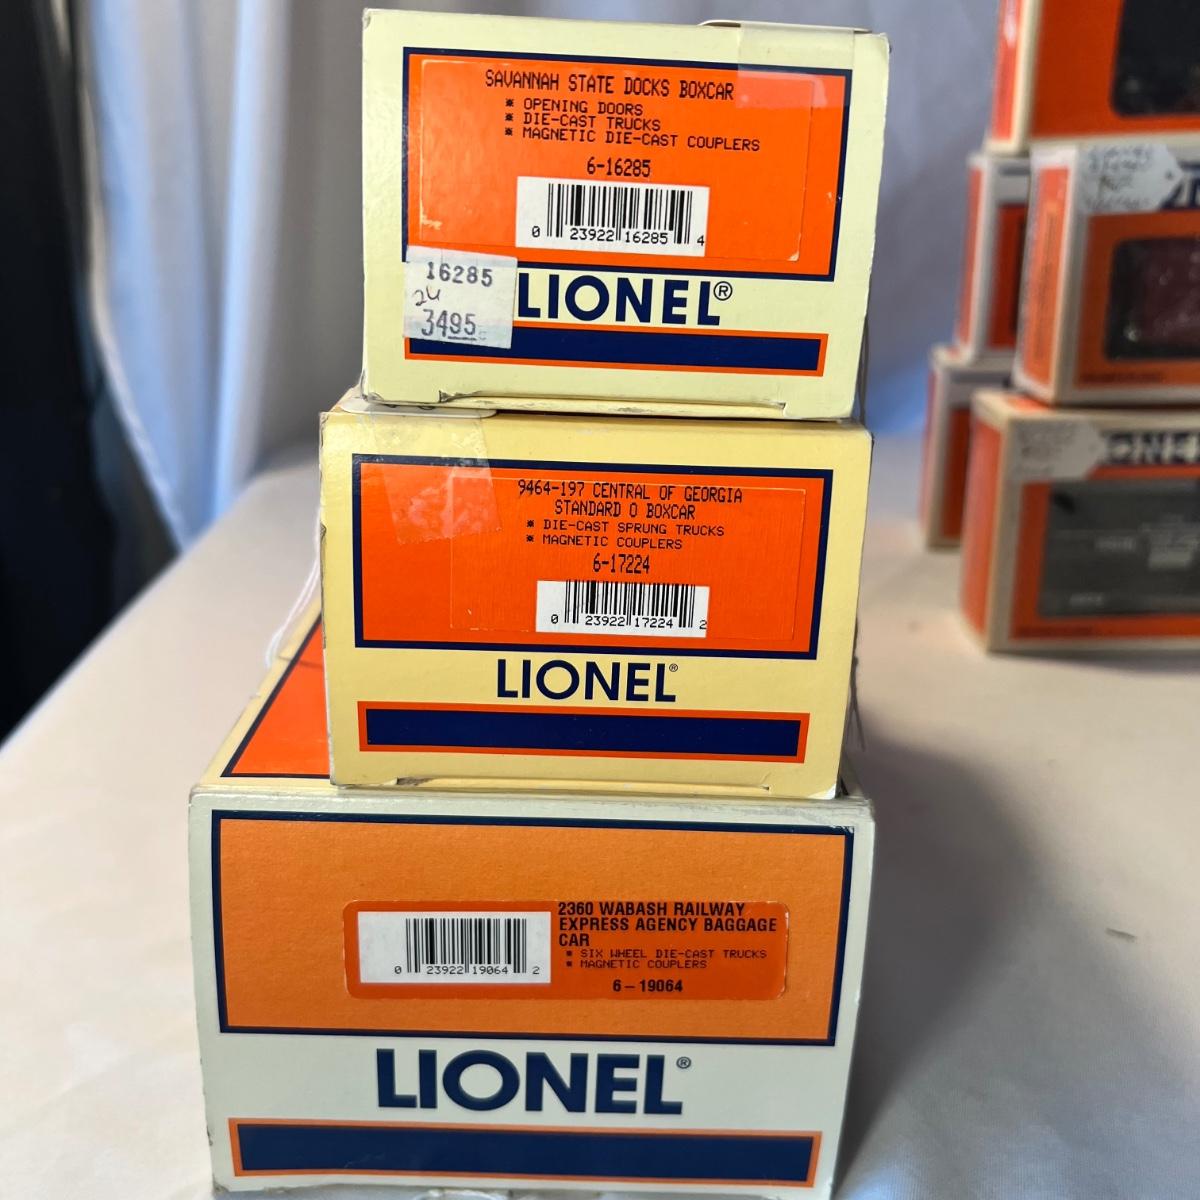 SAVANNAH STATE DOCKS BOXCAR
* OPENING DOORS
* DIE-CAST TRUCKS
* MAGNETIC DIE-CAST COUPLERS
6-16285
0 23922 16285 4
16285
24
3495
LIONEL®
9464-197 CENTRAL OF GEORGIA
STANDARD O BOXCAR
* DIE-CAST SPRUNG TRUCKS
* MAGNETIC COUPLERS
6-17224
0 23922 17224 2
LIONEL®
2360 WABASH RAILWAY
EXPRESS AGENCY BAGGAGE
CAR
* SIX WHEEL DIE-CAST TRUCKS
* MAGNETIC COUPLERS
6-19064
0 23922 19064 2
LIONEL®